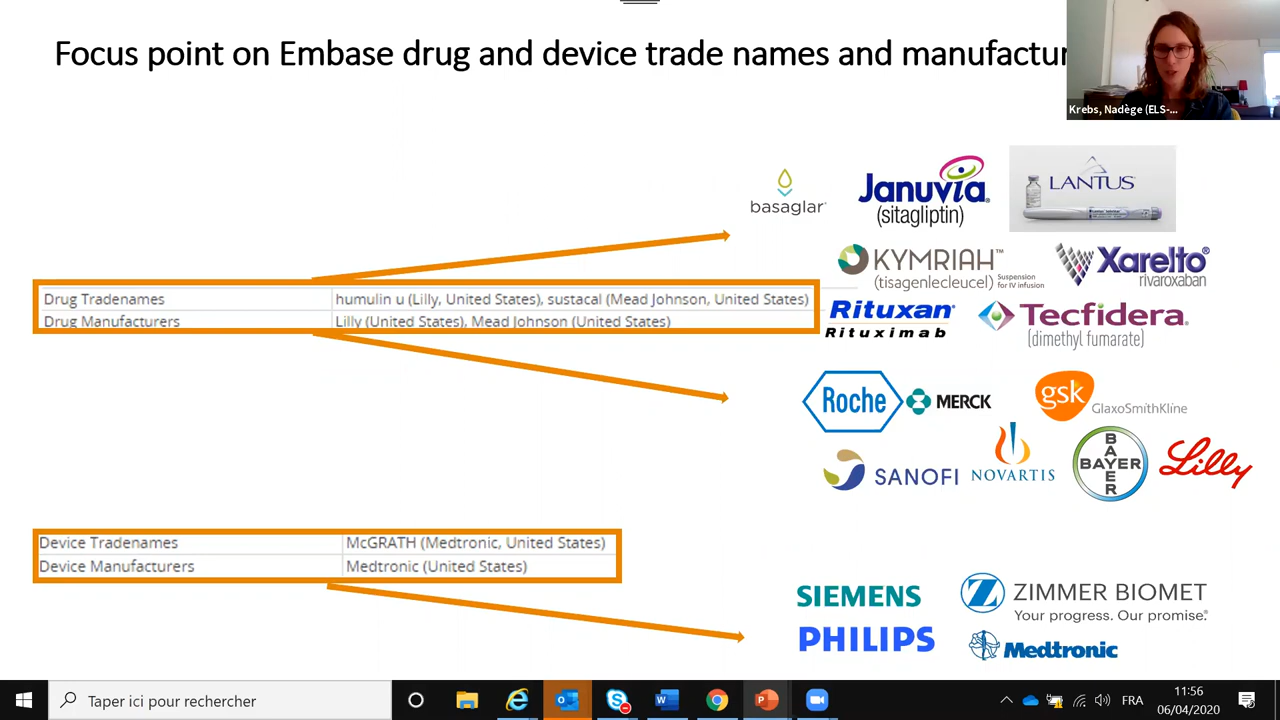 Focus point on Embase drug and device trade names and manufactur
Krebs, Nadège (ELS-...
basaglar
Januvia®
(sitagliptin)
LANTUS
KYMRIAH™
(tisagenlecleucel) Suspension
for IV infusion
Xarelto®
rivaroxaban
Drug Tradenames humulin u (Lilly, United States), sustacal (Mead Johnson, United States)
Drug Manufacturers Lilly (United States), Mead Johnson (United States)
Rituxan®
Rituximab
Tecfidera®
(dimethyl fumarate)
Roche
MERCK
gsk
GlaxoSmithKline
SANOFI
NOVARTIS
BAYER
BAYER
Lilly
Device Tradenames McGRATH (Medtronic, United States)
Device Manufacturers Medtronic (United States)
SIEMENS
ZIMMER BIOMET
Your progress. Our promise.®
PHILIPS
Medtronic
Taper ici pour rechercher
FRA
11:56
06/04/2020